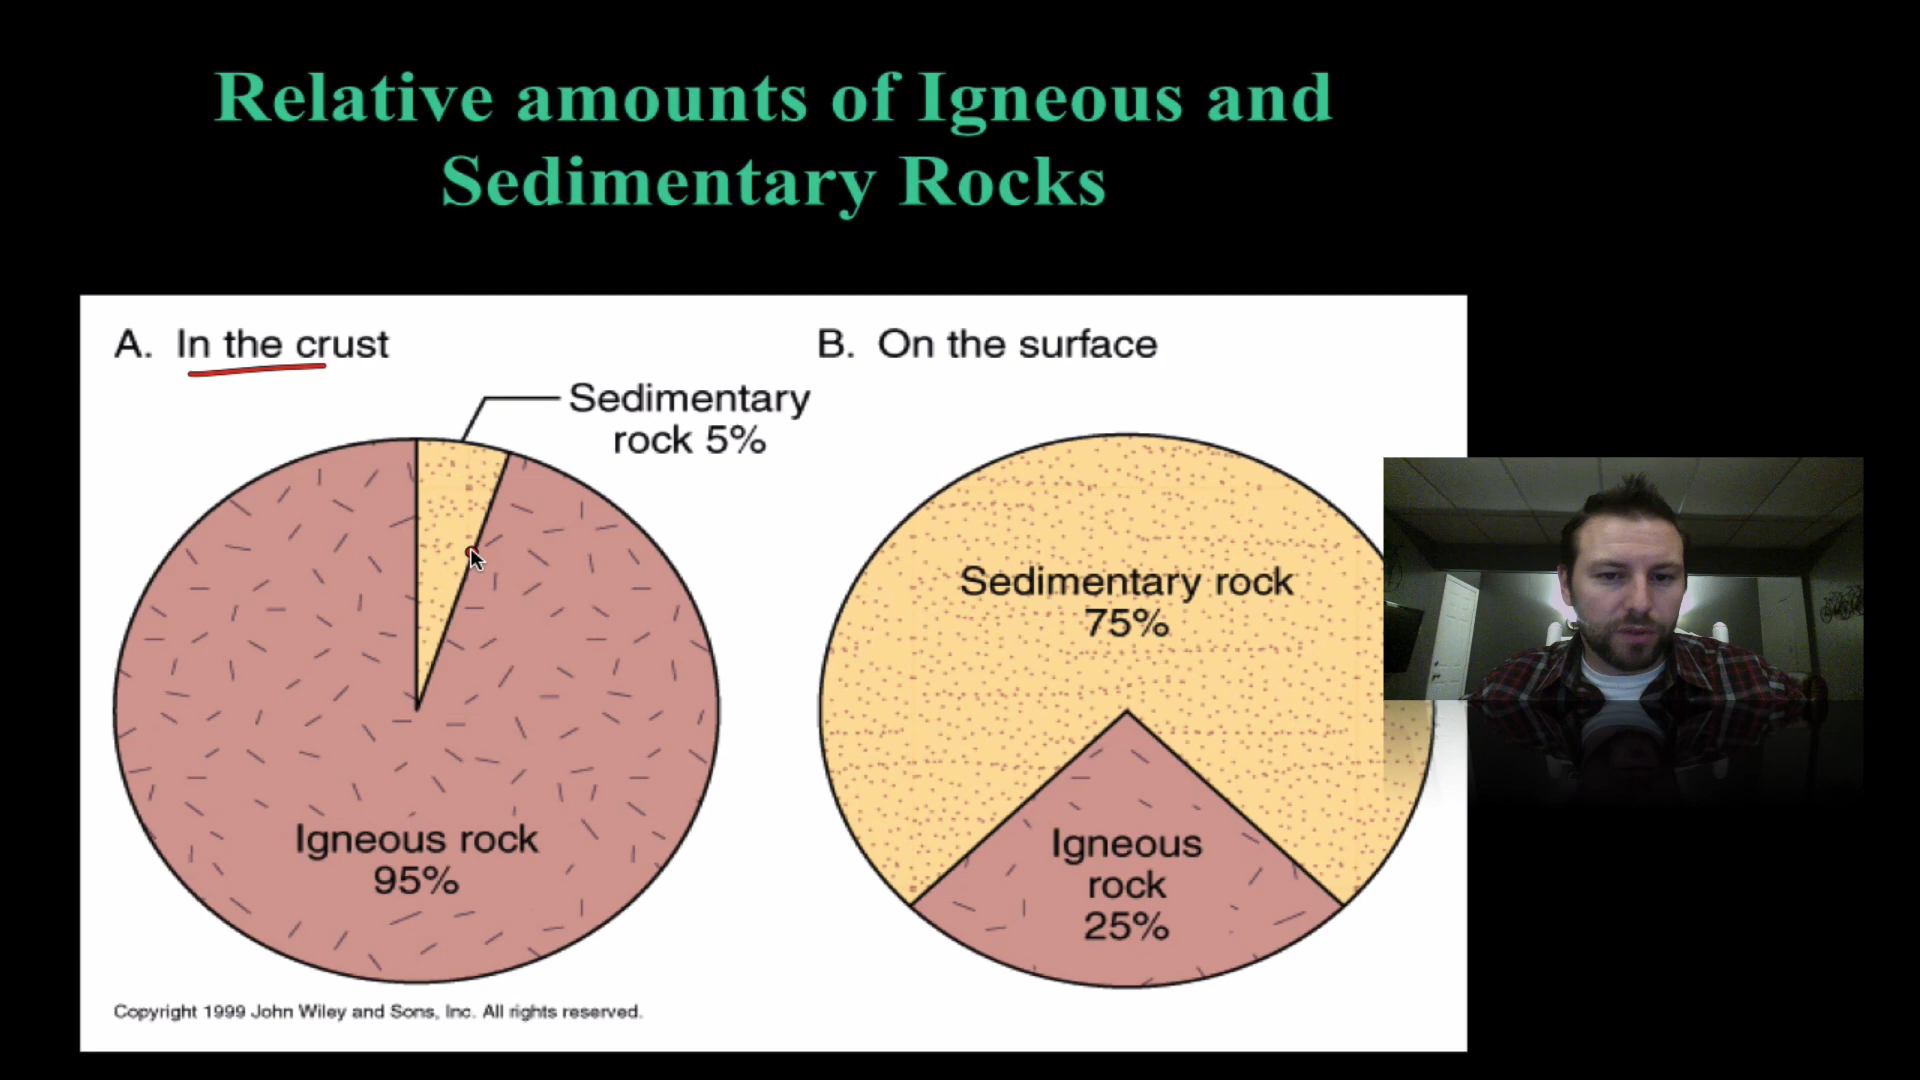 Relative amounts of Igneous and
Sedimentary Rocks
A. In the crust
Sedimentary
rock 5%
Igneous rock
95%
B. On the surface
Sedimentary rock
75%
Igneous
rock
25%
Copyright 1999 John Wiley and Sons, Inc. All rights reserved.